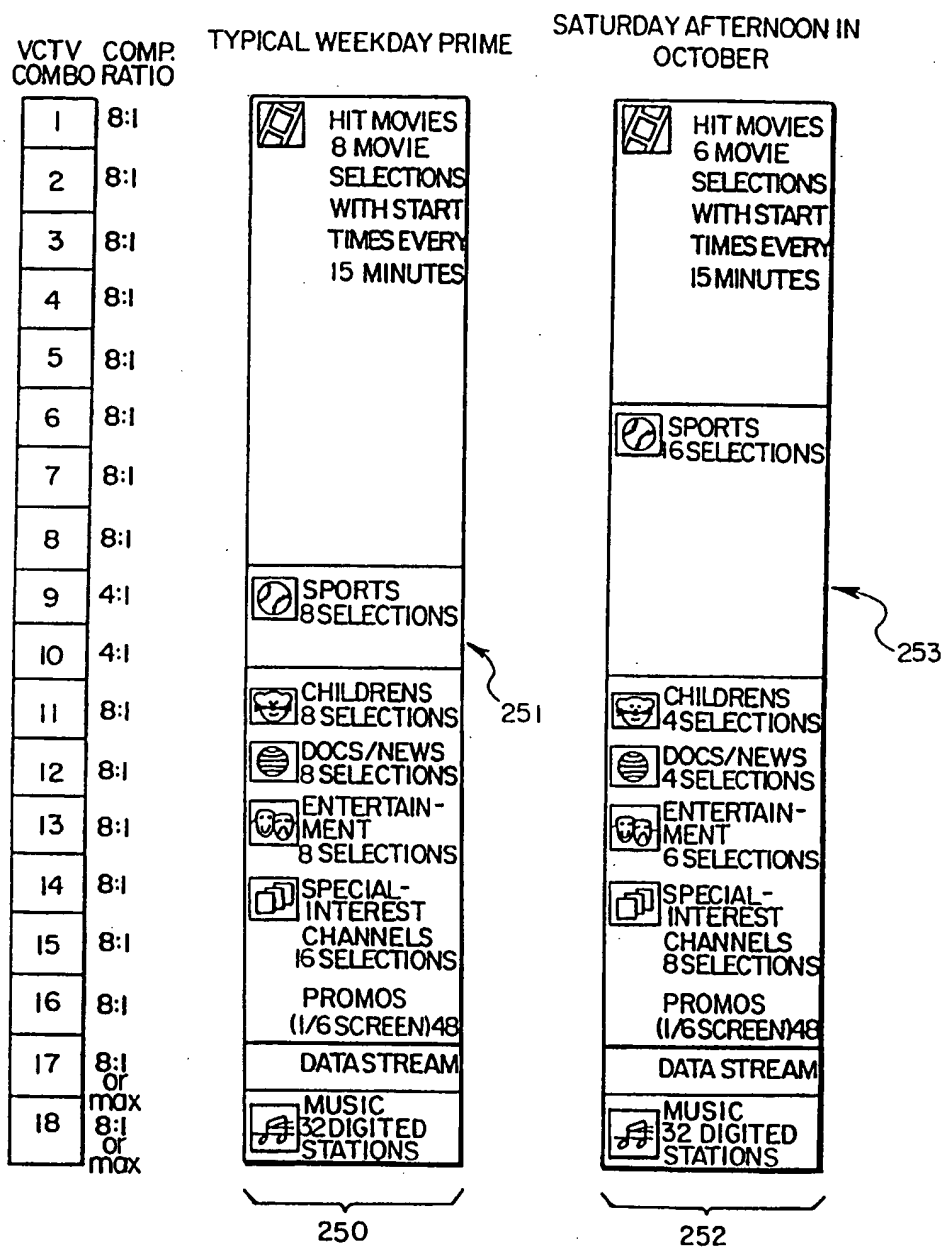 VCTV COMP.
COMBO RATIO
1 8:1
2 8:1
3 8:1
4 8:1
5 8:1
6 8:1
7 8:1
8 8:1
9 4:1
10 4:1
11 8:1
12 8:1
13 8:1
14 8:1
15 8:1
16 8:1
17 8:1
or
max
18 8:1
or
max
TYPICAL WEEKDAY PRIME
HIT MOVIES
8 MOVIE
SELECTIONS
WITH START
TIMES EVERY
15 MINUTES
SPORTS
8 SELECTIONS
251
CHILDRENS
8 SELECTIONS
DOCS/NEWS
8 SELECTIONS
ENTERTAIN-
MENT
8 SELECTIONS
SPECIAL-
INTEREST
CHANNELS
16 SELECTIONS
PROMOS
(1/6 SCREEN) 48
DATA STREAM
MUSIC
32 DIGITED
STATIONS
250
SATURDAY AFTERNOON IN
OCTOBER
HIT MOVIES
6 MOVIE
SELECTIONS
WITH START
TIMES EVERY
15 MINUTES
SPORTS
16 SELECTIONS
253
CHILDRENS
4 SELECTIONS
DOCS/NEWS
4 SELECTIONS
ENTERTAIN-
MENT
6 SELECTIONS
SPECIAL-
INTEREST
CHANNELS
8 SELECTIONS
PROMOS
(1/6 SCREEN) 48
DATA STREAM
MUSIC
32 DIGITED
STATIONS
252